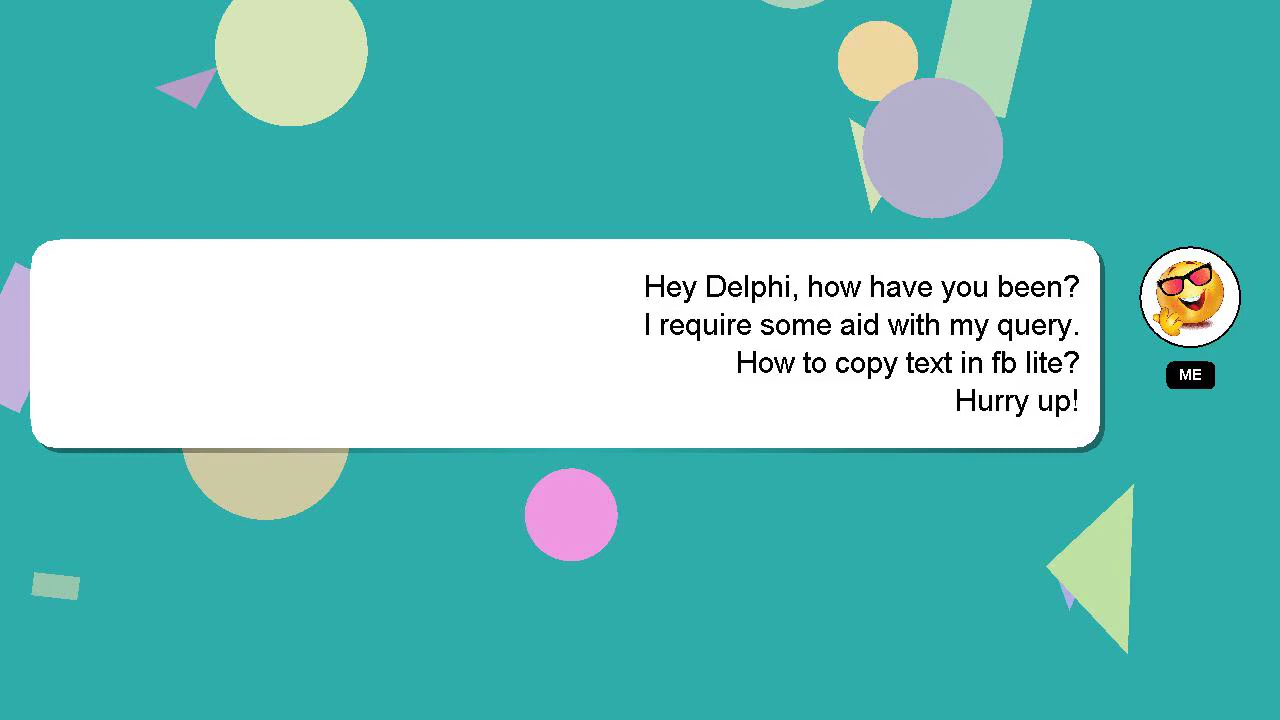 Hey Delphi, how have you been?
I require some aid with my query.
How to copy text in fb lite?
Hurry up!
ME